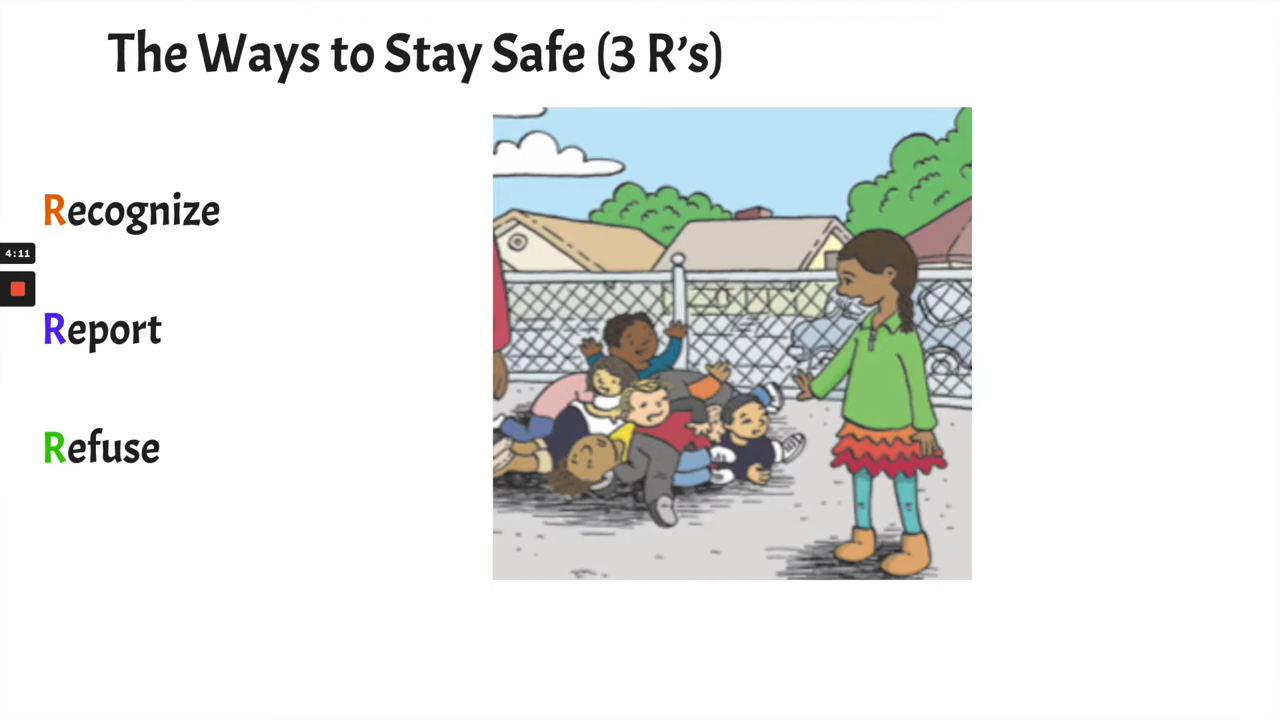 The Ways to Stay Safe (3 R's)
Recognize
4:11
Report
Refuse